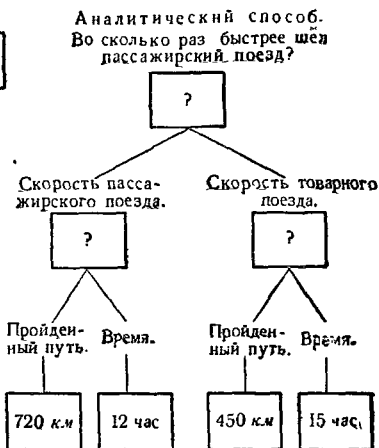 Аналитический способ.
Во сколько раз быстрее шёл
пассажирский поезд?
?
Скорость пасса-
жирского поезда.
Скорость товарного
поезда.
?
?
Пройден-
ный путь.
Время.
Пройден-
ный путь.
Время.
720 км
12 час
450 км
15 час,